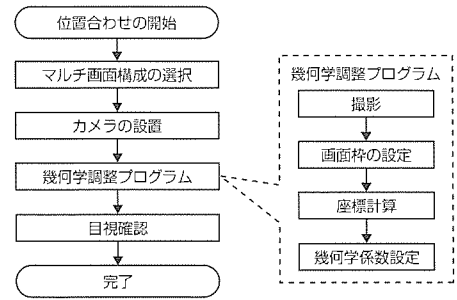 位置合わせの開始
マルチ画面構成の選択
カメラの設置
幾何学調整プログラム
目視確認
完了
幾何学調整プログラム
撮影
画面枠の設定
座標計算
幾何学係数設定